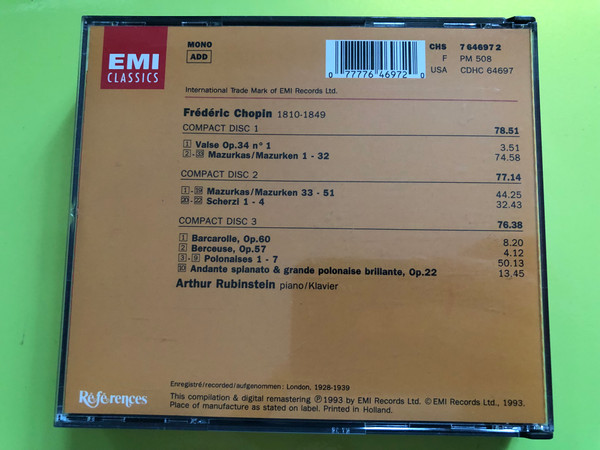 EMI
CLASSICS
MONO
ADD
0 77776 46972 0
CHS 7 64697 2
F PM 508
USA CDHC 64697
International Trade Mark of EMI Records Ltd.
Frédéric Chopin 1810-1849
COMPACT DISC 1 78.51
1 Valse Op.34 n° 1 3.51
2-33 Mazurkas/Mazurken 1 - 32 74.58
COMPACT DISC 2 77.14
1-19 Mazurkas/Mazurken 33 - 51 44.25
20-23 Scherzi 1 - 4 32.43
COMPACT DISC 3 76.38
1 Barcarolle, Op.60 8.20
2 Berceuse, Op.57 4.12
3-9 Polonaises 1 - 7 50.13
10 Andante splanato & grande polonaise brillante, Op.22 13.45
Arthur Rubinstein piano/Klavier
Enregistré/recorded/aufgenommen : London, 1928-1939
Références
This compilation & digital remastering ℗ 1993 by EMI Records Ltd. © EMI Records Ltd., 1993.
Place of manufacture as stated on label. Printed in Holland.